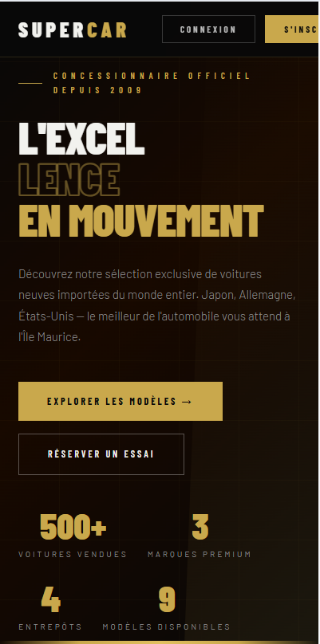 SUPERCAR
CONNEXION
S'INSC
CONCESSIONNAIRE OFFICIEL
DEPUIS 2009
L'EXCEL
LENCE
EN MOUVEMENT
Découvrez notre sélection exclusive de voitures
neuves importées du monde entier. Japon, Allemagne,
États-Unis — le meilleur de l'automobile vous attend à
l'Île Maurice.
EXPLORER LES MODÈLES →
RÉSERVER UN ESSAI
500+
3
VOITURES VENDUES
MARQUES PREMIUM
4
9
ENTREPÔTS
MODÈLES DISPONIBLES